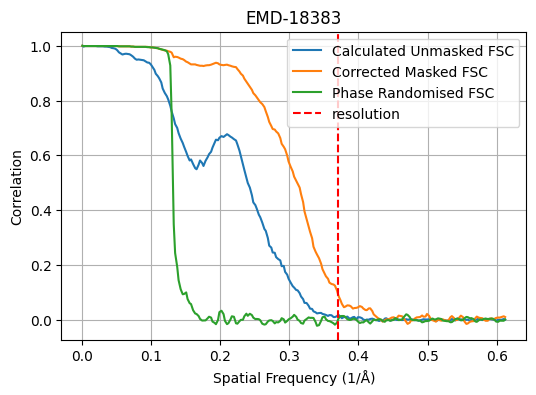 EMD-18383
Calculated Unmasked FSC
Corrected Masked FSC
Phase Randomised FSC
resolution
Correlation
1.0
0.8
0.6
0.4
0.2
0.0
0.0 0.1 0.2 0.3 0.4 0.5 0.6
Spatial Frequency (1/Å)